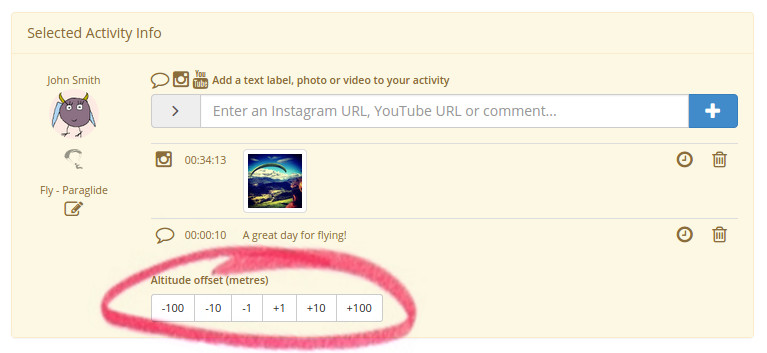 Selected Activity Info
John Smith
You Tube Add a text label, photo or video to your activity
Enter an Instagram URL, YouTube URL or comment...
00:34:13
Fly - Paraglide
00:00:10 A great day for flying!
Altitude offset (metres)
-100 -10 -1 +1 +10 +100